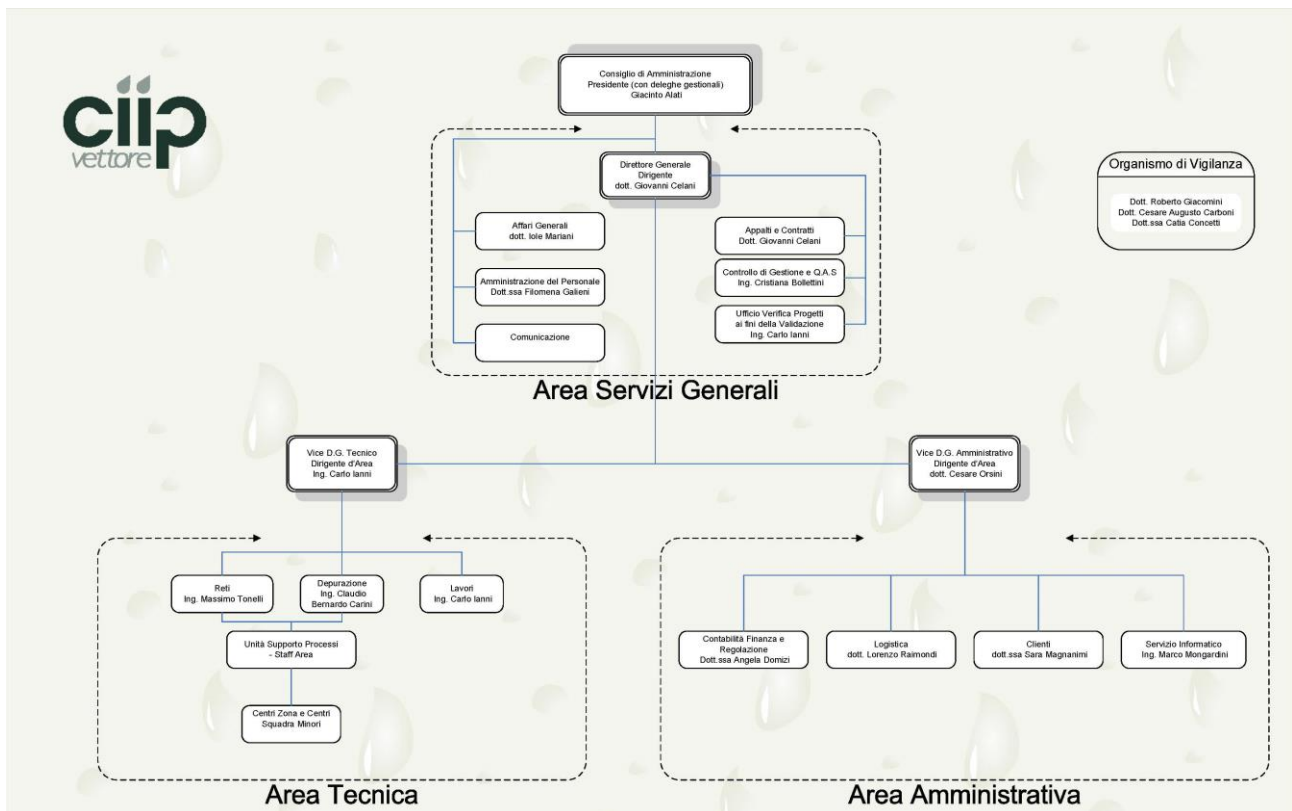 ciip
vettore
Consiglio di Amministrazione
Presidente (con deleghe gestionali)
Giacinto Alati
Direttore Generale
Dirigente
dott. Giovanni Celani
Organismo di Vigilanza
Dott. Roberto Giacomini
Dott. Cesare Augusto Carboni
Dott.ssa Catia Concetti
Affari Generali
dott. Iole Mariani
Amministrazione del Personale
Dott.ssa Filomena Galieni
Comunicazione
Appalti e Contratti
Dott. Giovanni Celani
Controllo di Gestione e Q.A.S
Ing. Cristiana Bollettini
Ufficio Verifica Progetti
ai fini della Validazione
Ing. Carlo Ianni
Area Servizi Generali
Vice D.G. Tecnico
Dirigente d'Area
Ing. Carlo Ianni
Vice D.G. Amministrativo
Dirigente d'Area
dott. Cesare Orsini
Reti
Ing. Massimo Tonelli
Depurazione
Ing. Claudio
Bernardo Carini
Lavori
Ing. Carlo Ianni
Unità Supporto Processi
- Staff Area
Centri Zona e Centri
Squadra Minori
Area Tecnica
Contabilità Finanza e
Regolazione
Dott.ssa Angela Domizi
Logistica
dott. Lorenzo Raimondi
Clienti
dott.ssa Sara Magnanimi
Servizio Informatico
Ing. Marco Mongardini
Area Amministrativa